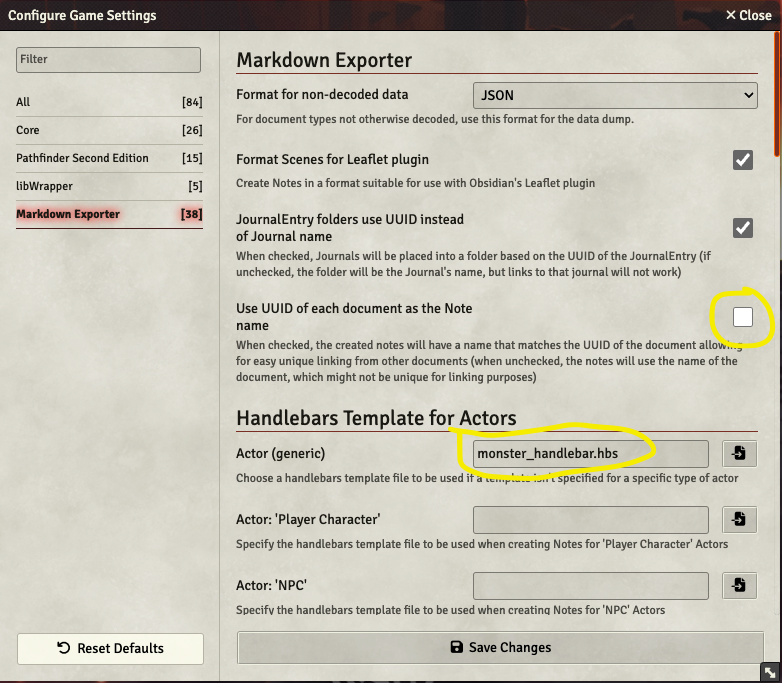 Configure Game Settings
Close
Filter
All [84]
Core [26]
Pathfinder Second Edition [15]
libWrapper [5]
Markdown Exporter [38]
Reset Defaults
Markdown Exporter
Format for non-decoded data
JSON
For document types not otherwise decoded, use this format for the data dump.
Format Scenes for Leaflet plugin
Create Notes in a format suitable for use with Obsidian's Leaflet plugin
JournalEntry folders use UUID instead
of Journal name
When checked, Journals will be placed into a folder based on the UUID of the JournalEntry (if
unchecked, the folder will be the Journal's name, but links to that journal will not work)
Use UUID of each document as the Note
name
When checked, the created notes will have a name that matches the UUID of the document allowing
for easy unique linking from other documents (when unchecked, the notes will use the name of the
document, which might not be unique for linking purposes)
Handlebars Template for Actors
Actor (generic)
monster_handlebar.hbs
Choose a handlebars template file to be used if a template isn't specified for a specific type of actor
Actor: 'Player Character'
Specify the handlebars template file to be used when creating Notes for 'Player Character' Actors
Actor: 'NPC'
Specify the handlebars template file to be used when creating Notes for 'NPC' Actors
Save Changes